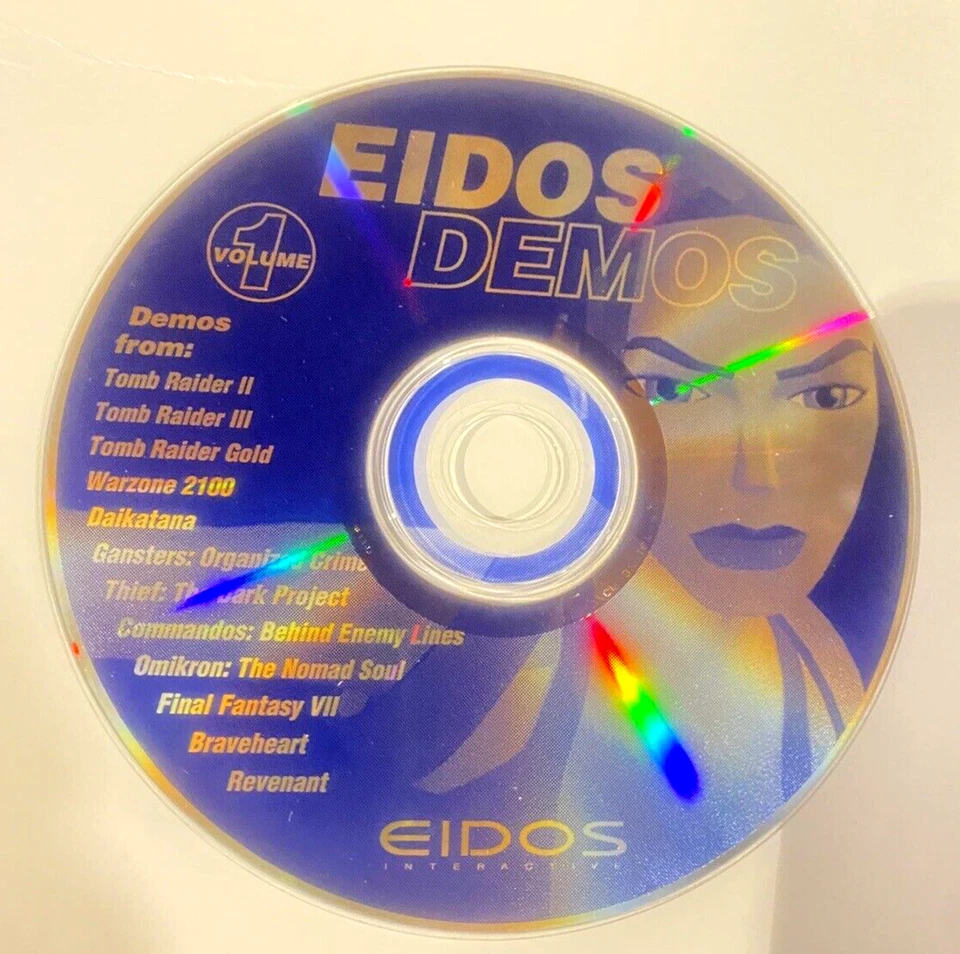 EIDOS
DEMOS
VOLUME 1
Demos
from:
Tomb Raider II
Tomb Raider III
Tomb Raider Gold
Warzone 2100
Daikatana
Gansters: Organized Crime
Thief: The Dark Project
Commandos: Behind Enemy Lines
Omikron: The Nomad Soul
Final Fantasy VII
Braveheart
Revenant
EIDOS
INTERACTIVE